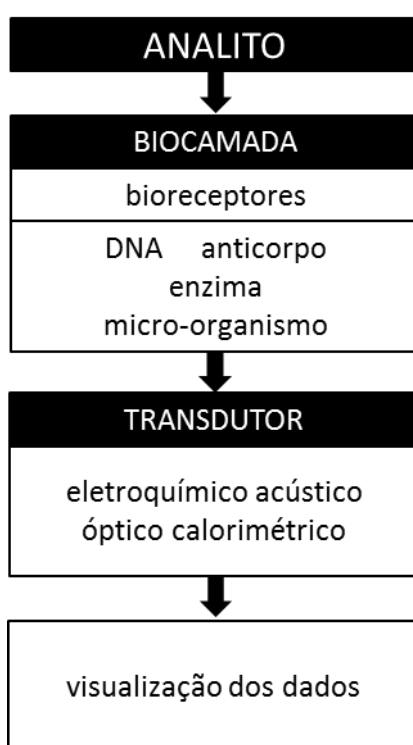 ANALITO
BIOCAMADA
bioreceptores
DNA anticorpo
enzima
micro-organismo
TRANSDUTOR
eletroquímico acústico
óptico calorimétrico
visualização dos dados